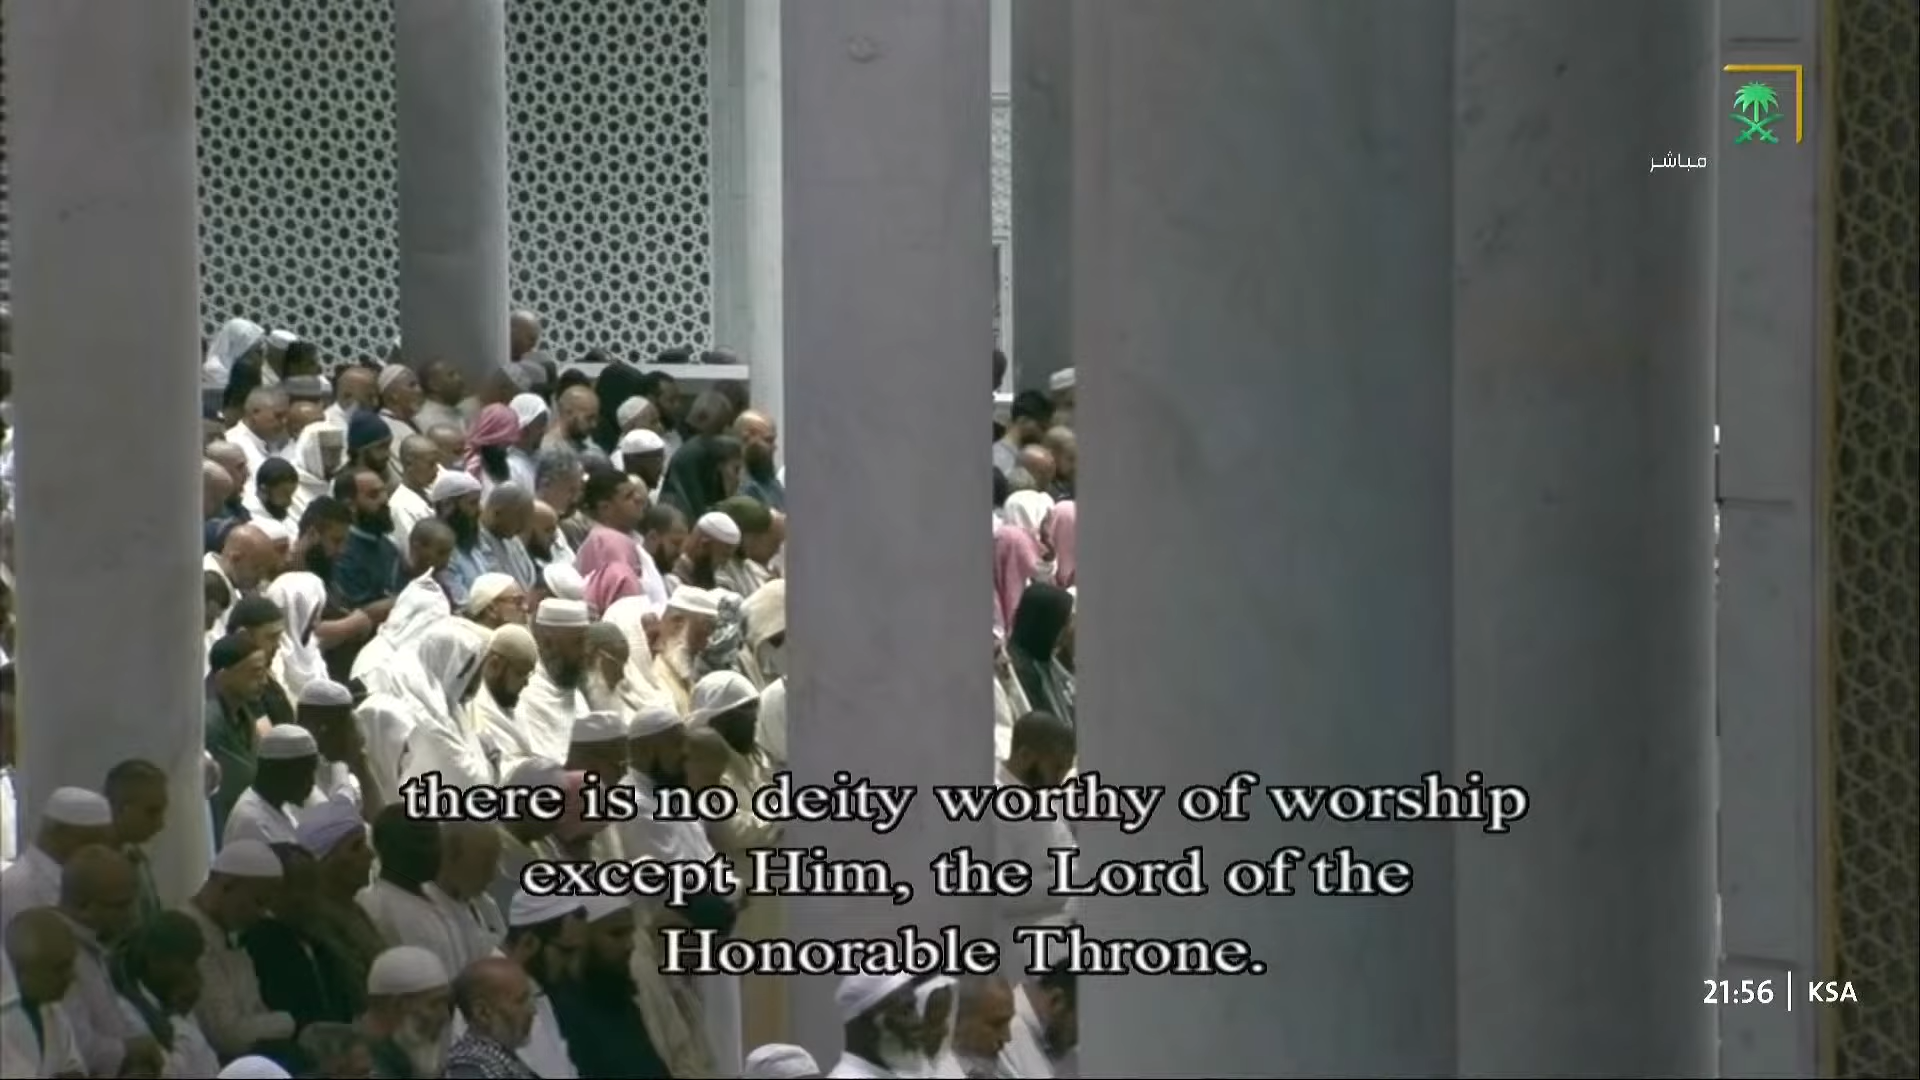 مباشر
there is no deity worthy of worship
except Him, the Lord of the
Honorable Throne.
21:56 | KSA